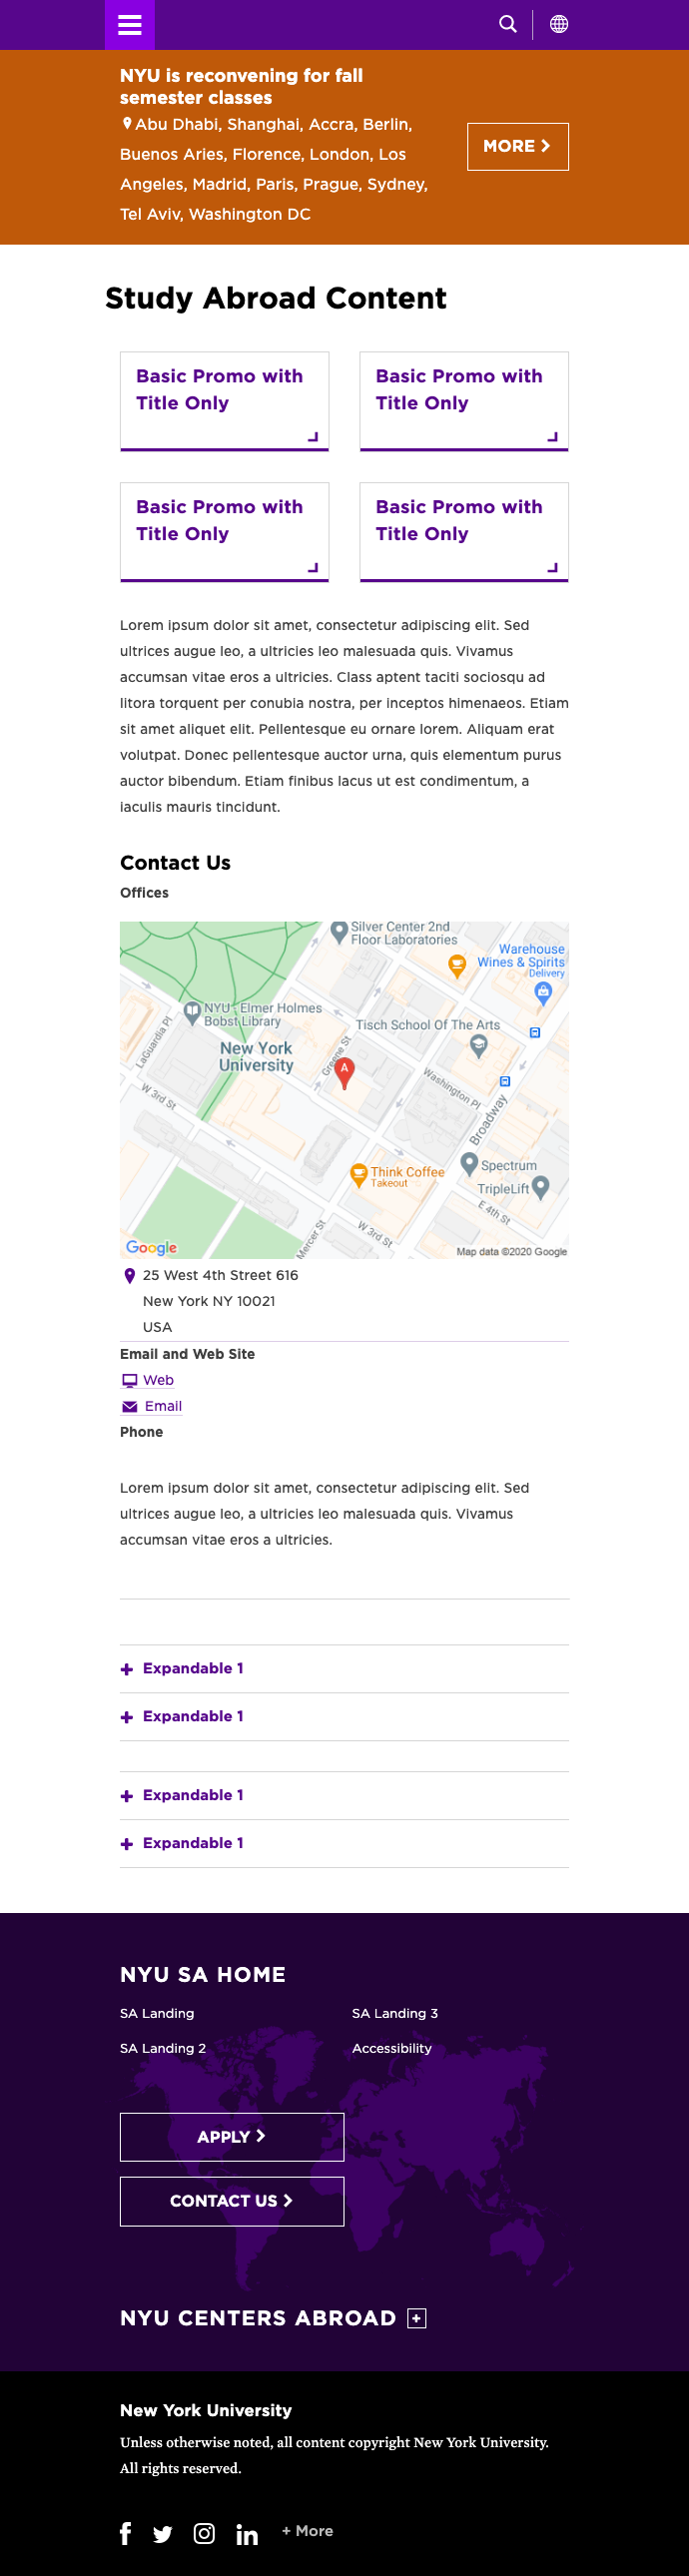 NYU is reconvening for fall
semester classes
Abu Dhabi, Shanghai, Accra, Berlin,
Buenos Aries, Florence, London, Los
Angeles, Madrid, Paris, Prague, Sydney,
Tel Aviv, Washington DC
MORE
Study Abroad Content
Basic Promo with
Title Only
Basic Promo with
Title Only
Basic Promo with
Title Only
Basic Promo with
Title Only
Lorem ipsum dolor sit amet, consectetur adipiscing elit. Sed
ultrices augue leo, a ultricies leo malesuada quis. Vivamus
accumsan vitae eros a ultricies. Class aptent taciti sociosqu ad
litora torquent per conubia nostra, per inceptos himenaeos. Etiam
sit amet aliquet elit. Pellentesque eu ornare lorem. Aliquam erat
volutpat. Donec pellentesque auctor urna, quis elementum purus
auctor bibendum. Etiam finibus lacus ut est condimentum, a
iaculis mauris tincidunt.
Contact Us
Offices
Silver Center 2nd
Floor Laboratories
Warehouse
Wines & Spirits
Delivery
NYU - Elmer Holmes
Bobst Library
Tisch School Of The Arts
LaGuardia Pl
New York
University
Greene St
A
Washington Pl
W 3rd St
Broadway
Think Coffee
Takeout
Spectrum
TripleLift
E 4th St
Mercer St
W 3rd St
Google
Map data ©2020 Google
25 West 4th Street 616
New York NY 10021
USA
Email and Web Site
Web
Email
Phone
Lorem ipsum dolor sit amet, consectetur adipiscing elit. Sed
ultrices augue leo, a ultricies leo malesuada quis. Vivamus
accumsan vitae eros a ultricies.
+ Expandable 1
+ Expandable 1
+ Expandable 1
+ Expandable 1
NYU SA HOME
SA Landing
SA Landing 3
SA Landing 2
Accessibility
APPLY
CONTACT US
NYU CENTERS ABROAD +
New York University
Unless otherwise noted, all content copyright New York University.
All rights reserved.
+ More